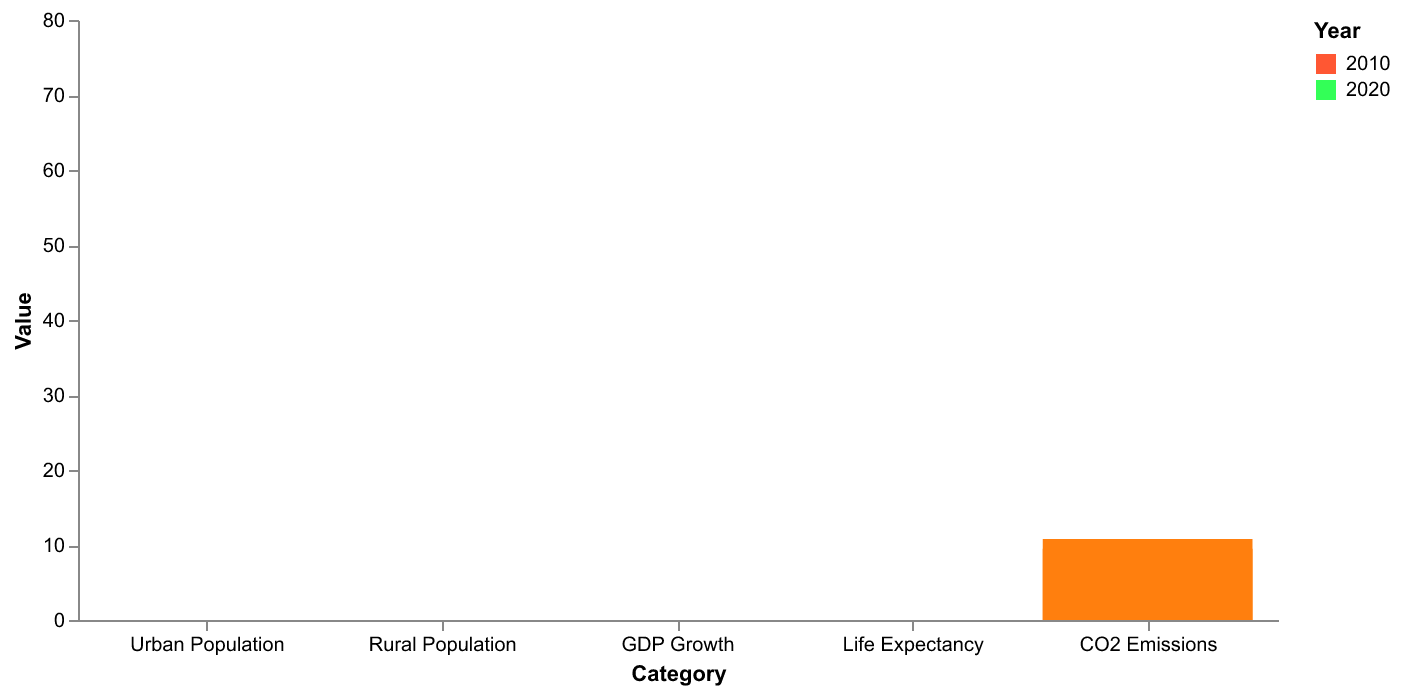 80
70
60
50
40
30
20
10
0
Value
Urban Population
Rural Population
GDP Growth
Life Expectancy
CO2 Emissions
Category
Year
2010
2020